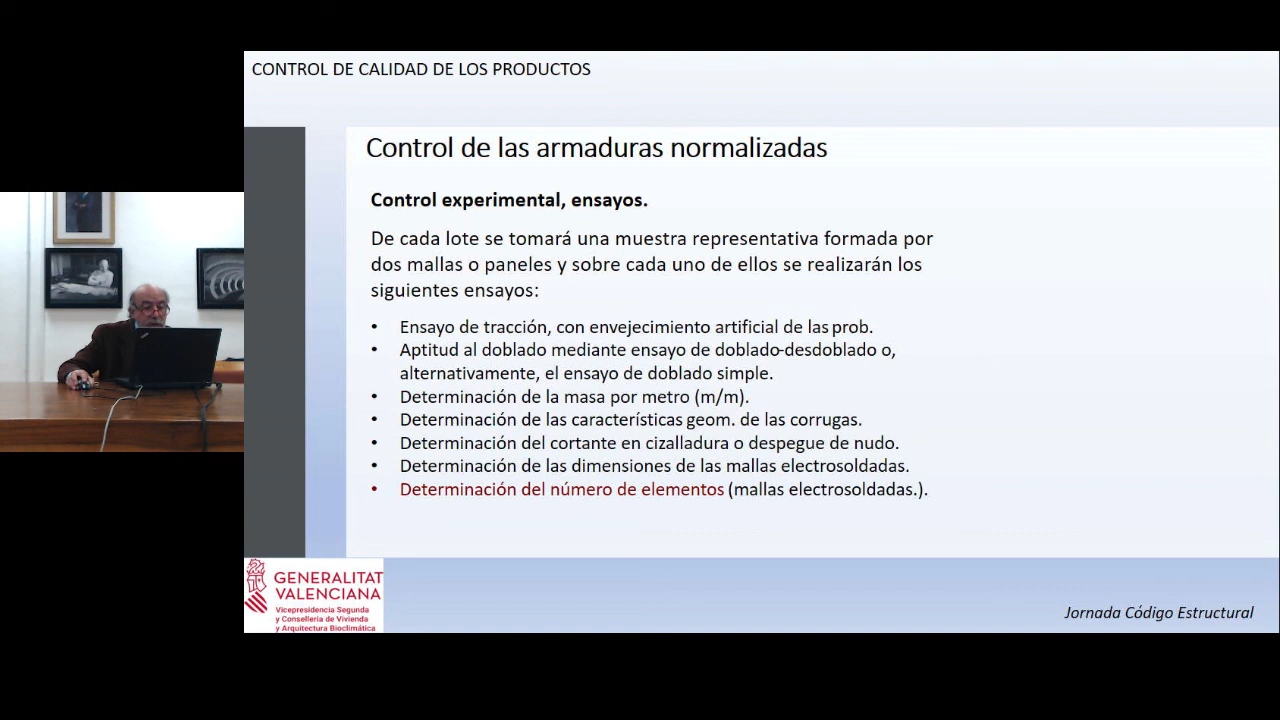 CONTROL DE CALIDAD DE LOS PRODUCTOS
Control de las armaduras normalizadas
Control experimental, ensayos.
De cada lote se tomará una muestra representativa formada por
dos mallas o paneles y sobre cada uno de ellos se realizarán los
siguientes ensayos:
• Ensayo de tracción, con envejecimiento artificial de las prob.
• Aptitud al doblado mediante ensayo de doblado-desdoblado o,
alternativamente, el ensayo de doblado simple.
• Determinación de la masa por metro (m/m).
• Determinación de las características geom. de las corrugas.
• Determinación del cortante en cizalladura o despegue de nudo.
• Determinación de las dimensiones de las mallas electrosoldadas.
• Determinación del número de elementos (mallas electrosoldadas.).
GENERALITAT
VALENCIANA
Vicepresidencia Segunda
y Conselleria de Vivienda
y Arquitectura Bioclimática
Jornada Código Estructural